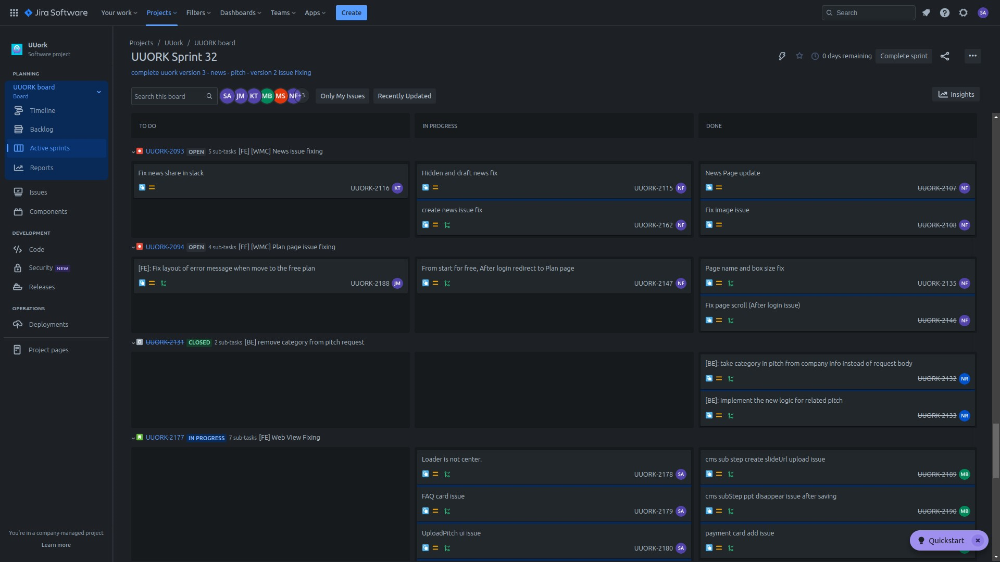 Jira Software
Your work
Projects
Filters
Dashboards
Teams
Apps
Create
Search
SA
UUork
Software project
PLANNING
UUORK board
Board
Timeline
Backlog
Active sprints
Reports
Issues
Components
DEVELOPMENT
Code
Security NEW
Releases
OPERATIONS
Deployments
Project pages
You're in a company-managed project
Learn more
Projects / UUork / UUORK board
UUORK Sprint 32
complete uuork version 3 - news - pitch - version 2 issue fixing
0 days remaining
Complete sprint
Search this board
SA JM KT MB MS NF +3
Only My Issues
Recently Updated
Insights
TO DO
IN PROGRESS
DONE
UUORK-2093 OPEN 5 sub-tasks [FE] [WMC] News issue fixing
Fix news share in slack
UUORK-2116 KT
Hidden and draft news fix
UUORK-2115 NF
create news issue fix
UUORK-2162 NF
News Page update
UUORK-2107 NF
Fix image issue
UUORK-2108 NF
UUORK-2094 OPEN 4 sub-tasks [FE] [WMC] Plan page issue fixing
[FE]: Fix layout of error message when move to the free plan
UUORK-2188 JM
From start for free, After login redirect to Plan page
UUORK-2147 NF
Page name and box size fix
UUORK-2135 NF
Fix page scroll (After login issue)
UUORK-2146 NF
UUORK-2131 CLOSED 2 sub-tasks [BE] remove category from pitch request
[BE]: take category in pitch from company Info instead of request body
UUORK-2132 NR
[BE]: Implement the new logic for related pitch
UUORK-2133 NR
UUORK-2177 IN PROGRESS 7 sub-tasks [FE] Web View Fixing
Loader is not center.
UUORK-2178 SA
FAQ card issue
UUORK-2179 SA
UploadPitch ui issue
UUORK-2180 SA
cms sub step create slideUrl upload issue
UUORK-2189 MB
cms subStep ppt disappear issue after saving
UUORK-2190 MB
payment card add issue
Quickstart